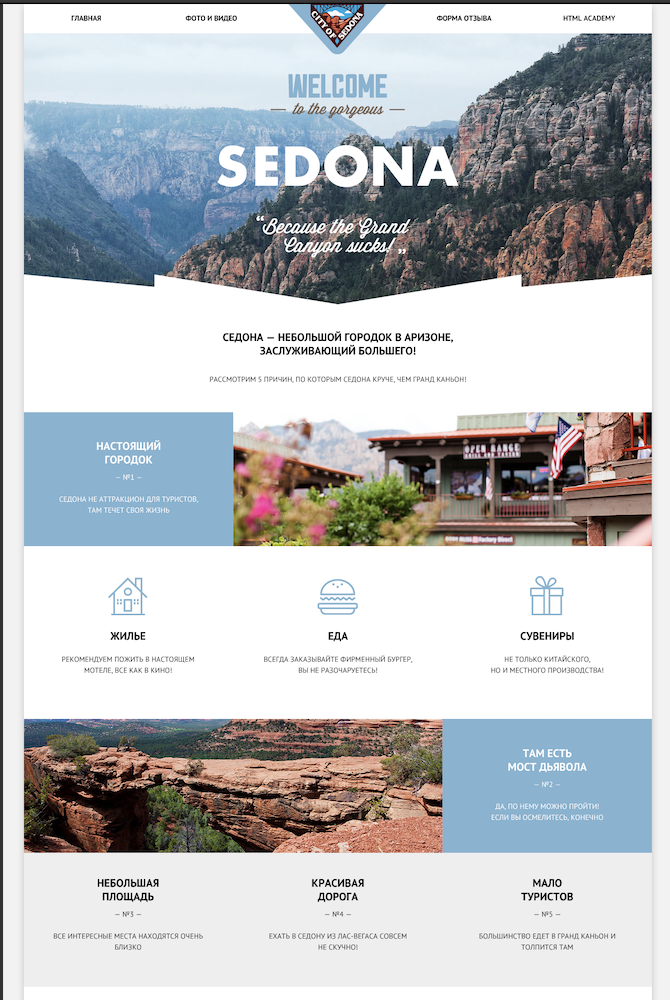 ГЛАВНАЯ
ФОТО И ВИДЕО
CITY OF SEDONA
ФОРМА ОТЗЫВА
HTML ACADEMY
WELCOME
to the gorgeous
SEDONA
“Because the Grand
Canyon sucks!„
СЕДОНА — НЕБОЛЬШОЙ ГОРОДОК В АРИЗОНЕ,
ЗАСЛУЖИВАЮЩИЙ БОЛЬШЕГО!
РАССМОТРИМ 5 ПРИЧИН, ПО КОТОРЫМ СЕДОНА КРУЧЕ, ЧЕМ ГРАНД КАНЬОН!
НАСТОЯЩИЙ
ГОРОДОК
— №1 —
СЕДОНА НЕ АТТРАКЦИОН ДЛЯ ТУРИСТОВ,
ТАМ ТЕЧЕТ СВОЯ ЖИЗНЬ
OPEN RANGE
GRILL AND TAVERN
Factory Direct
ЖИЛЬЕ
РЕКОМЕНДУЕМ ПОЖИТЬ В НАСТОЯЩЕМ
МОТЕЛЕ, ВСЕ КАК В КИНО!
ЕДА
ВСЕГДА ЗАКАЗЫВАЙТЕ ФИРМЕННЫЙ БУРГЕР,
ВЫ НЕ РАЗОЧАРУЕТЕСЬ!
СУВЕНИРЫ
НЕ ТОЛЬКО КИТАЙСКОГО,
НО И МЕСТНОГО ПРОИЗВОДСТВА!
ТАМ ЕСТЬ
МОСТ ДЬЯВОЛА
— №2 —
ДА, ПО НЕМУ МОЖНО ПРОЙТИ!
ЕСЛИ ВЫ ОСМЕЛИТЕСЬ, КОНЕЧНО
НЕБОЛЬШАЯ
ПЛОЩАДЬ
— №3 —
ВСЕ ИНТЕРЕСНЫЕ МЕСТА НАХОДЯТСЯ ОЧЕНЬ
БЛИЗКО
КРАСИВАЯ
ДОРОГА
— №4 —
ЕХАТЬ В СЕДОНУ ИЗ ЛАС-ВЕГАСА СОВСЕМ
НЕ СКУЧНО!
МАЛО
ТУРИСТОВ
— №5 —
БОЛЬШИНСТВО ЕДЕТ В ГРАНД КАНЬОН И
ТОЛПИТСЯ ТАМ